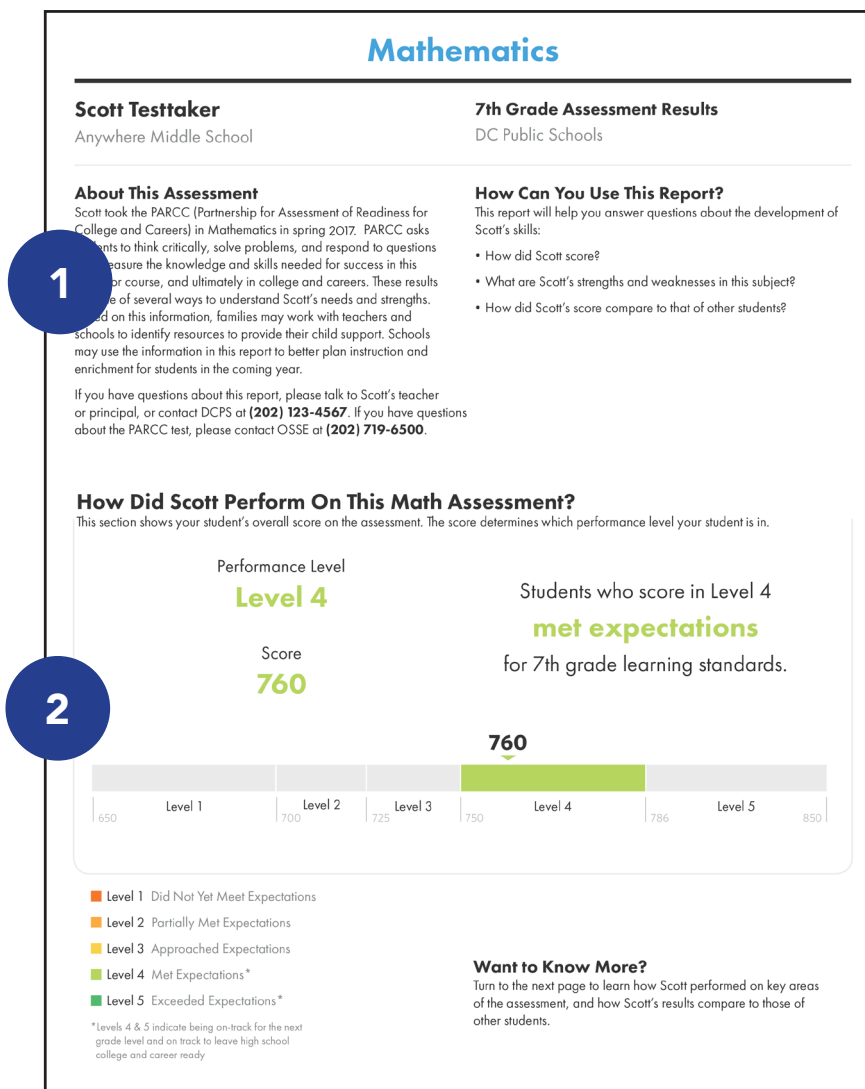 Mathematics
Scott Testtaker
Anywhere Middle School
7th Grade Assessment Results
DC Public Schools
About This Assessment
Scott took the PARCC (Partnership for Assessment of Readiness for
College and Careers) in Mathematics in spring 2017. PARCC asks
ents to think critically, solve problems, and respond to questions
easure the knowledge and skills needed for success in this
or course, and ultimately in college and careers. These results
e of several ways to understand Scott's needs and strengths.
ed on this information, families may work with teachers and
schools to identify resources to provide their child support. Schools
may use the information in this report to better plan instruction and
enrichment for students in the coming year.
If you have questions about this report, please talk to Scott's teacher
or principal, or contact DCPS at (202) 123-4567. If you have questions
about the PARCC test, please contact OSSE at (202) 719-6500.
1
How Can You Use This Report?
This report will help you answer questions about the development of
Scott's skills:
• How did Scott score?
• What are Scott's strengths and weaknesses in this subject?
• How did Scott's score compare to that of other students?
How Did Scott Perform On This Math Assessment?
This section shows your student's overall score on the assessment. The score determines which performance level your student is in.
Performance Level
Level 4
Score
760
Students who score in Level 4
met expectations
for 7th grade learning standards.
2
760
650 Level 1 700 Level 2 725 Level 3 750 Level 4 786 Level 5 850
Level 1 Did Not Yet Meet Expectations
Level 2 Partially Met Expectations
Level 3 Approached Expectations
Level 4 Met Expectations*
Level 5 Exceeded Expectations*
*Levels 4 & 5 indicate being on-track for the next
grade level and on track to leave high school
college and career ready
Want to Know More?
Turn to the next page to learn how Scott performed on key areas
of the assessment, and how Scott's results compare to those of
other students.